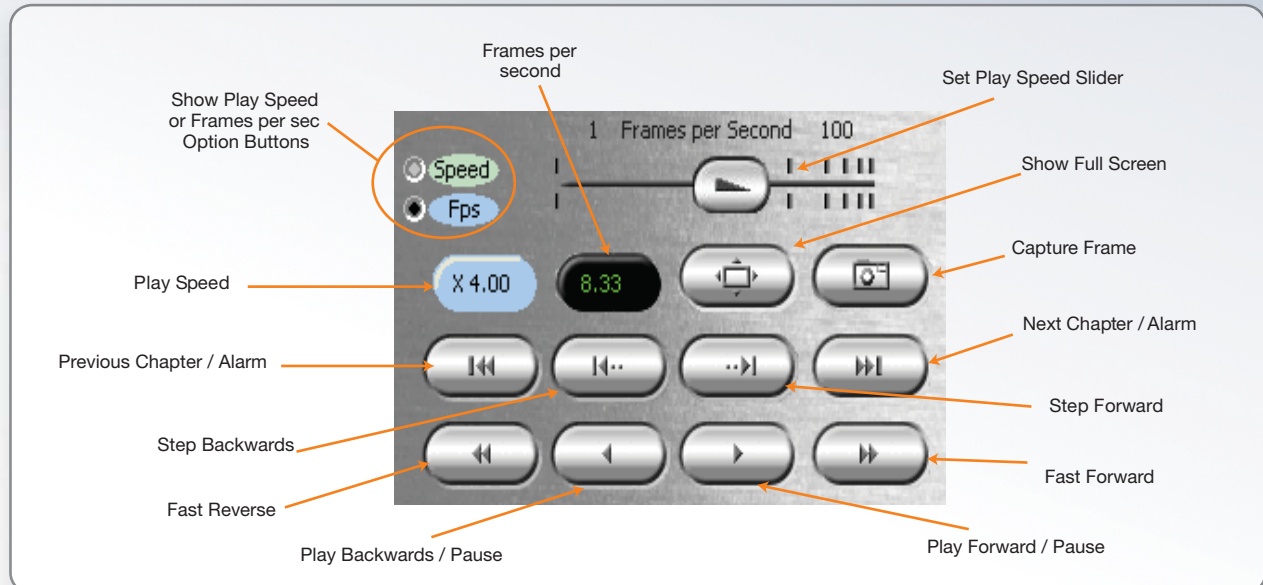 Frames per
second
Set Play Speed Slider
Show Play Speed
or Frames per sec
Option Buttons
1 Frames per Second 100
Show Full Screen
Speed
Fps
Capture Frame
Play Speed
X 4.00
8.33
Next Chapter / Alarm
Previous Chapter / Alarm
Step Forward
Step Backwards
Fast Forward
Fast Reverse
Play Backwards / Pause
Play Forward / Pause